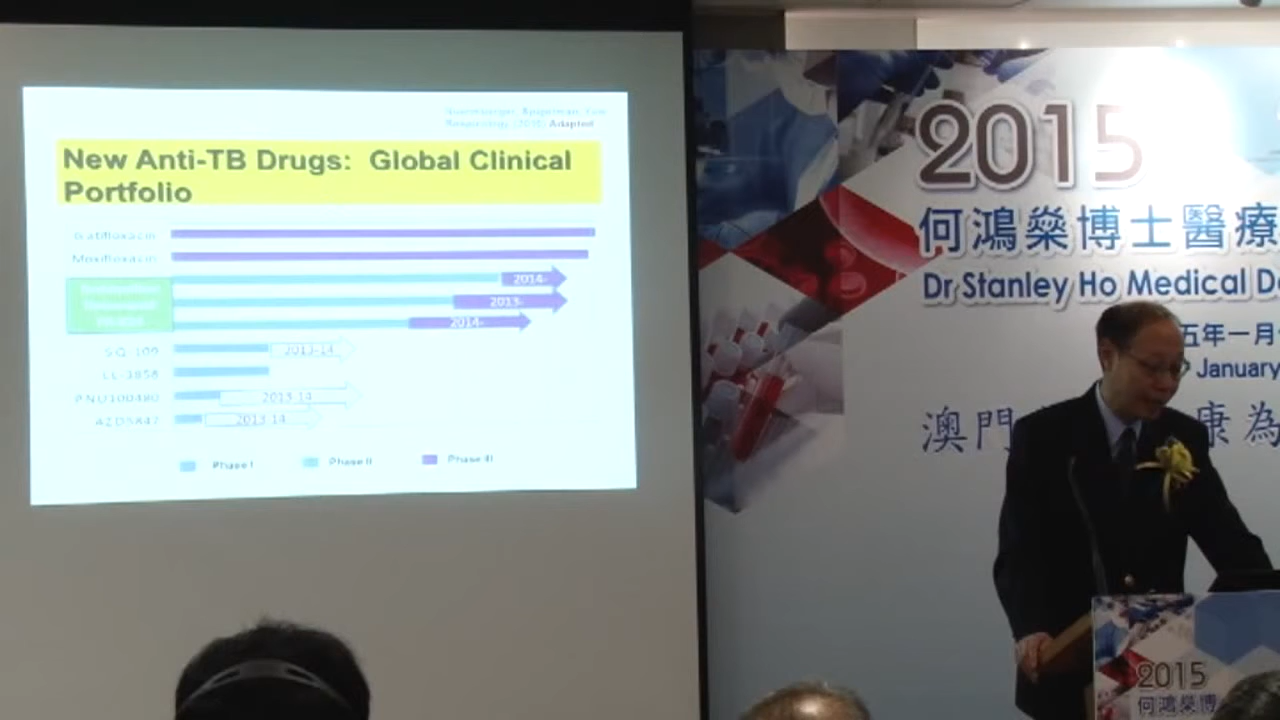 Adapted
New Anti-TB Drugs: Global Clinical
Portfolio
Gatifloxacin
Moxifloxacin
2014-
2013-
2014-
SQ-109
2013-14
LL-3858
PNU100480
2013-14
AZD5847
2013-14
Phase I
Phase II
Phase III
2015
何鴻燊博士醫療
Dr Stanley Ho Medical D
五年一月
January
澳門
康為
2015
何鴻燊博